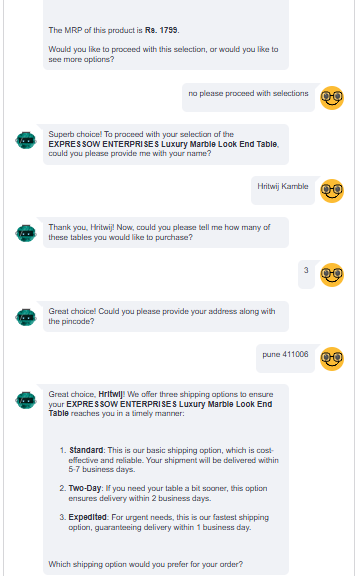 The MRP of this product is Rs. 1799.
Would you like to proceed with this selection, or would you like to
see more options?
no please proceed with selections
Superb choice! To proceed with your selection of the
EXPRESSOW ENTERPRISES Luxury Marble Look End Table,
could you please provide me with your name?
Hritwij Kamble
Thank you, Hritwij! Now, could you please tell me how many of
these tables you would like to purchase?
3
Great choice! Could you please provide your address along with
the pincode?
pune 411006
Great choice, Hritwij! We offer three shipping options to ensure
your EXPRESSOW ENTERPRISES Luxury Marble Look End
Table reaches you in a timely manner:
1. Standard: This is our basic shipping option, which is cost-
effective and reliable. Your shipment will be delivered within
5-7 business days.
2. Two-Day: If you need your table a bit sooner, this option
ensures delivery within 2 business days.
3. Expedited: For urgent needs, this is our fastest shipping
option, guaranteeing delivery within 1 business day.
Which shipping option would you prefer for your order?